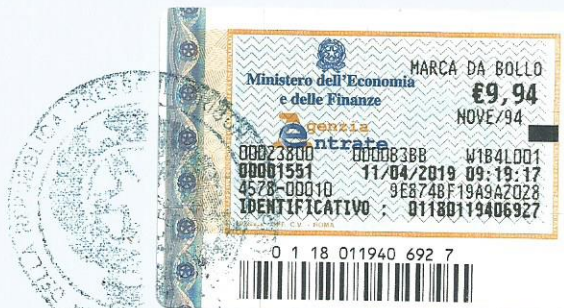 Ministero dell'Economia
e delle Finanze
MARCA DA BOLLO
€9,94
NOVE/94
genzia
ntrate
00023800 00008388 W1B4L001
00001551 11/04/2019 09:19:17
4578-00010 9E874BF19A9A2028
IDENTIFICATIVO : 01180119406927
0 1 18 011940 692 7